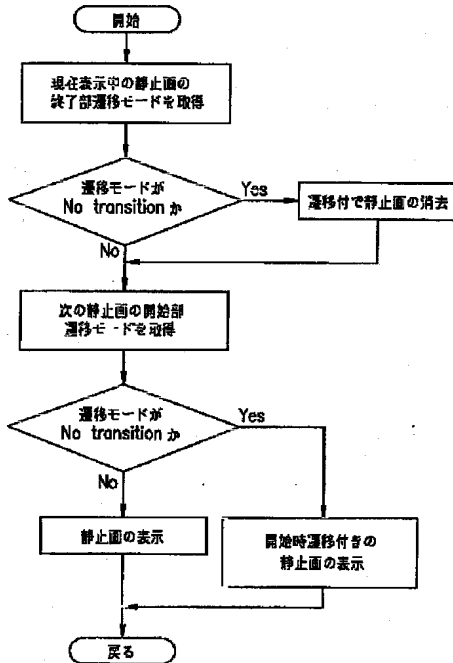 開始
現在表示中の静止画の
終了部遷移モードを取得
遷移モードが
No transition か
Yes
遷移付で静止画の消去
No
次の静止画の開始部
遷移モードを取得
遷移モードが
No transition か
Yes
No
静止画の表示
開始時遷移付きの
静止画の表示
戻る